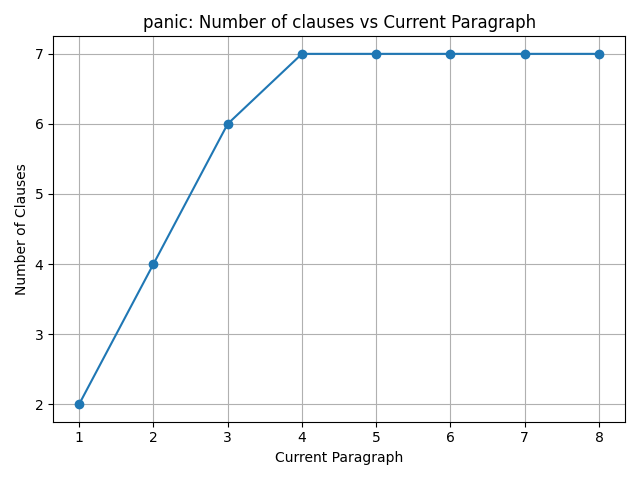 panic: Number of clauses vs Current Paragraph
7
6
5
4
3
2
Number of Clauses
1 2 3 4 5 6 7 8
Current Paragraph